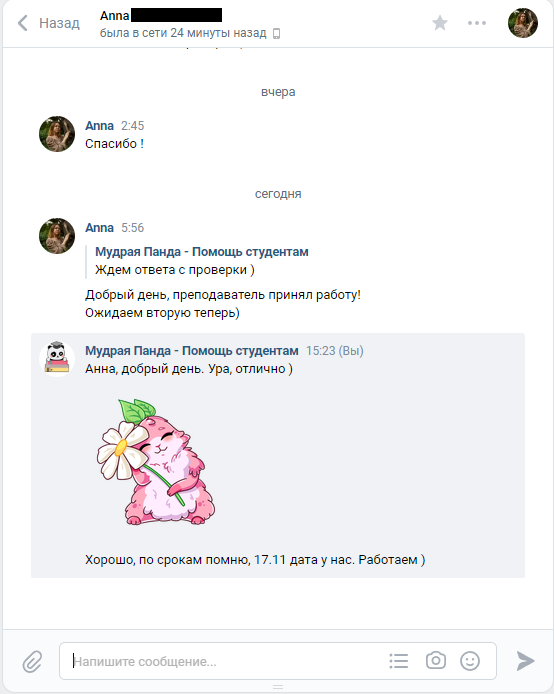 Назад
Anna
была в сети 24 минуты назад
вчера
Anna 2:45
Спасибо !
сегодня
Anna 5:56
Мудрая Панда - Помощь студентам
Ждем ответа с проверки )
Добрый день, преподаватель принял работу!
Ожидаем вторую теперь)
Мудрая Панда - Помощь студентам 15:23 (Вы)
Анна, добрый день. Ура, отлично )
Хорошо, по срокам помню, 17.11 дата у нас. Работаем )
Напишите сообщение...